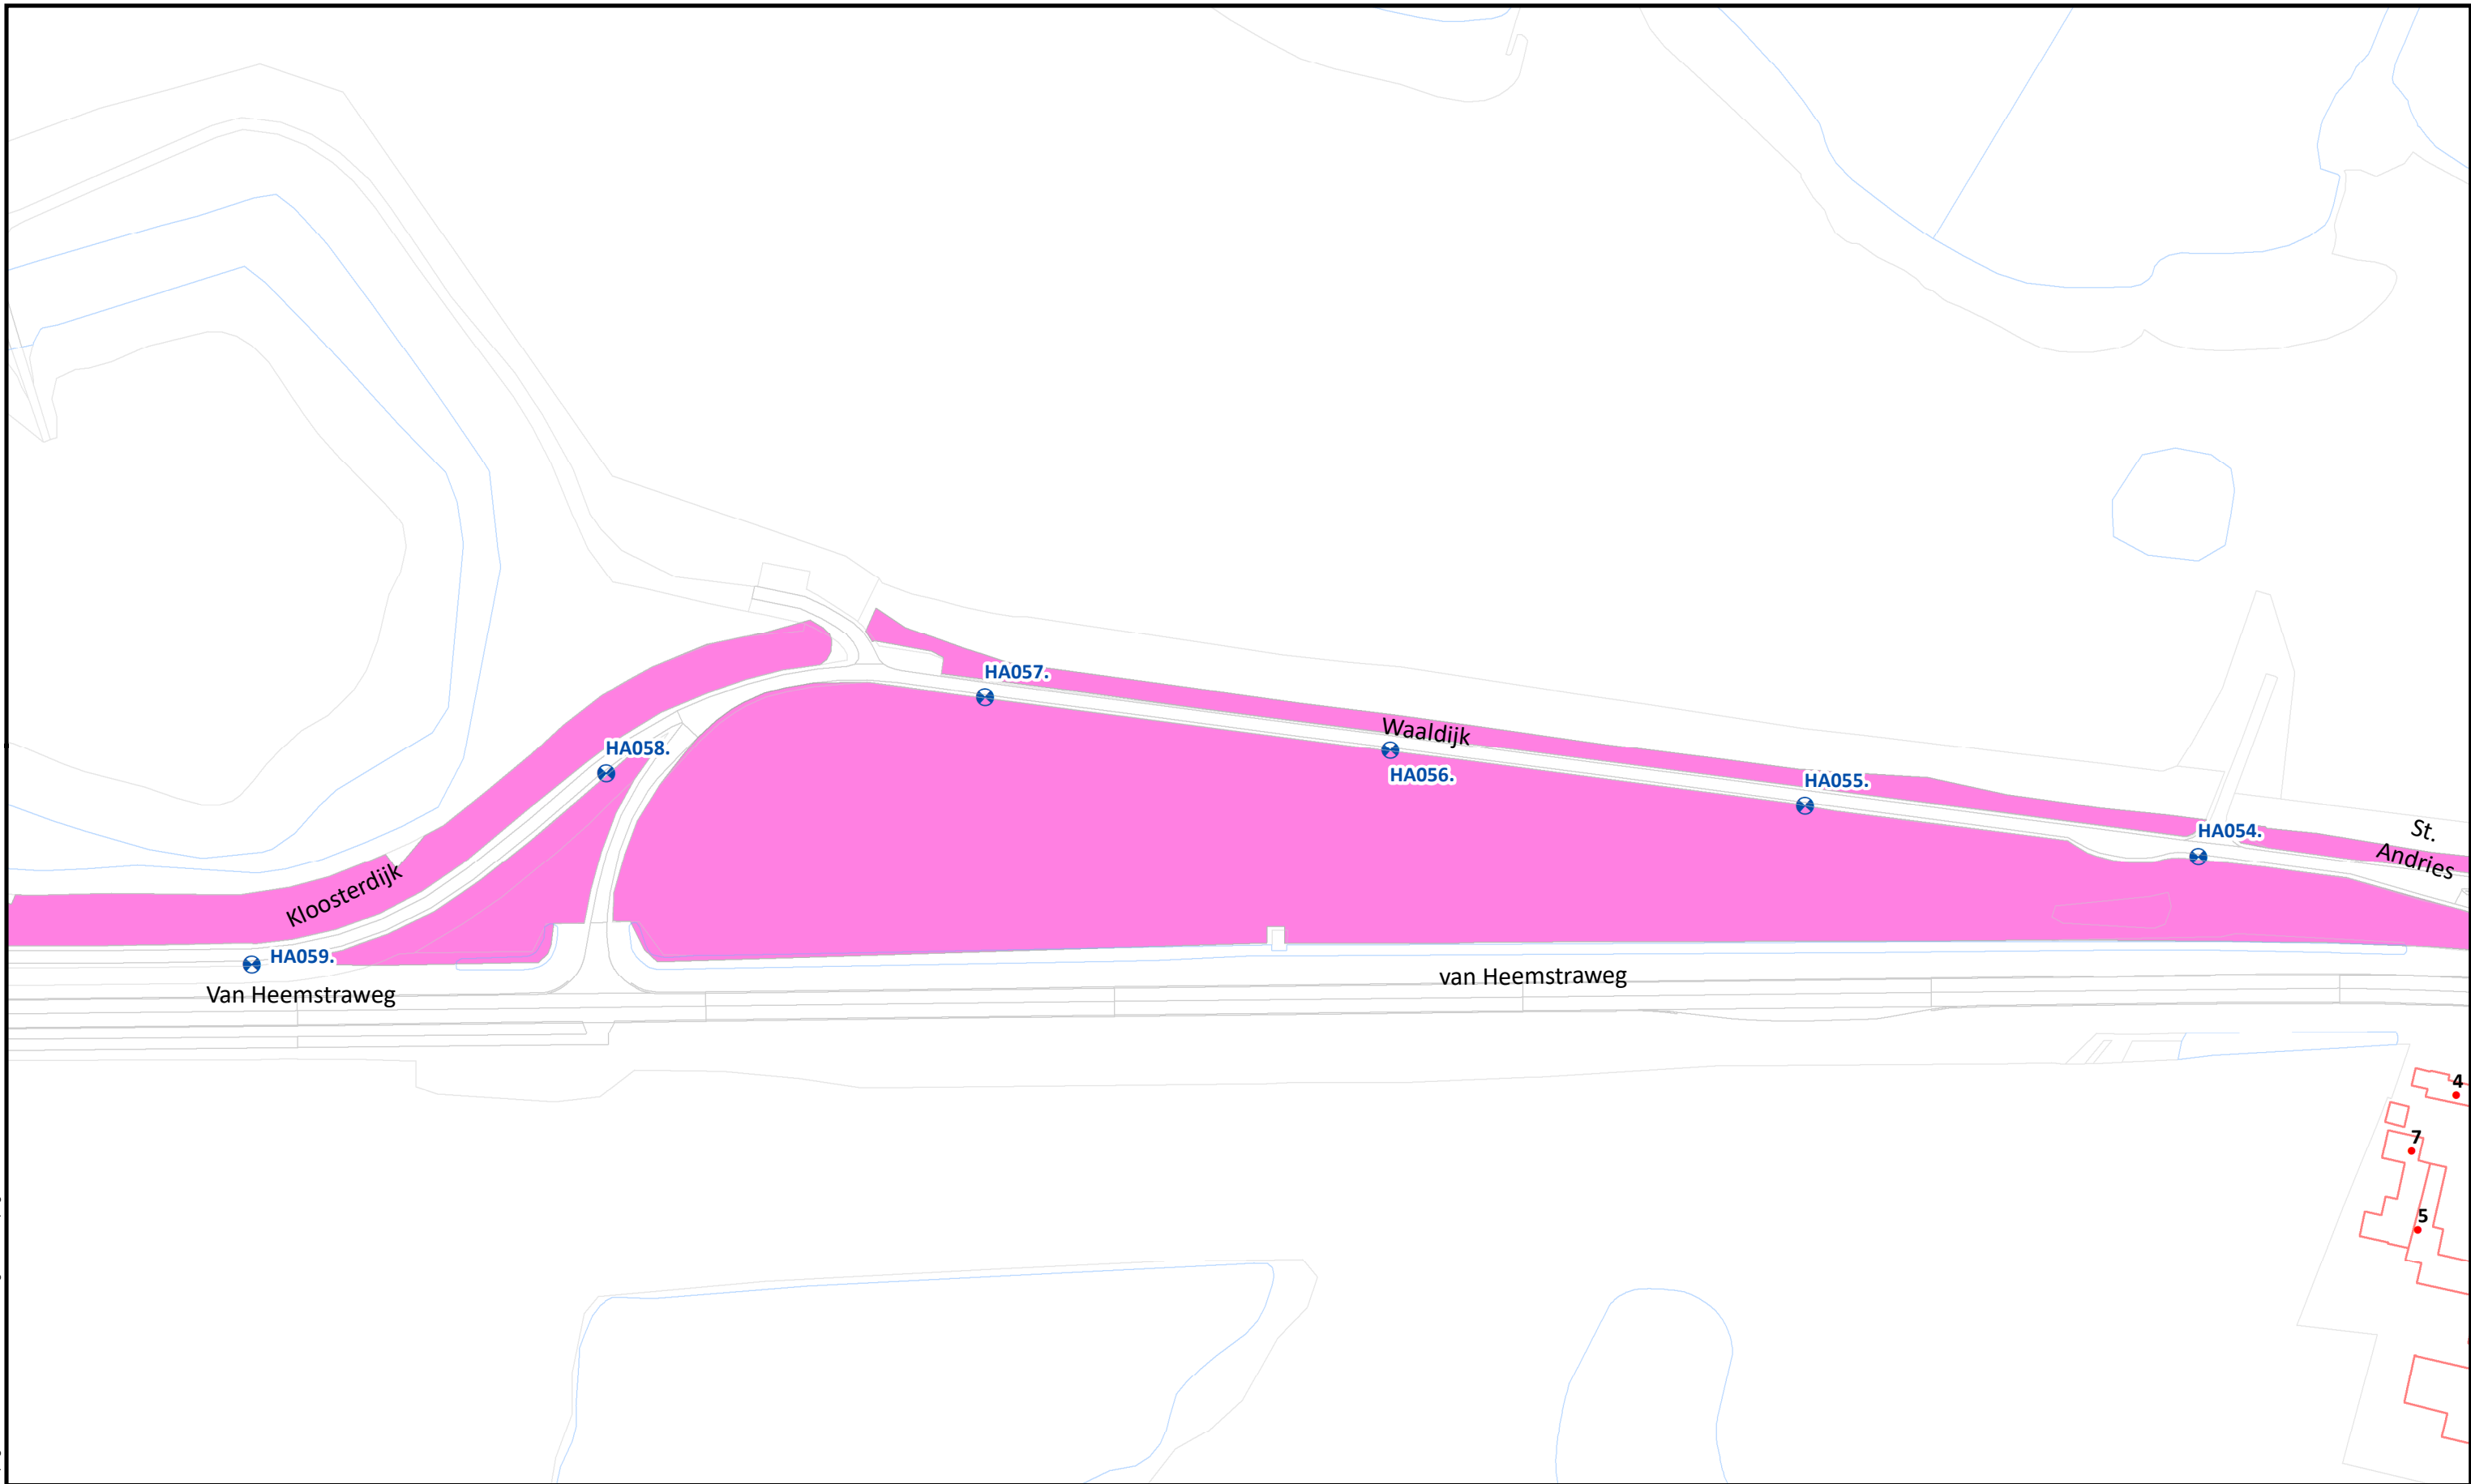 HA057.
Waaldijk
HA058.
HA056.
HA055.
HA054.
St.
Andries
Kloosterdijk
HA059.
Van Heemstraweg
van Heemstraweg
4
7
5